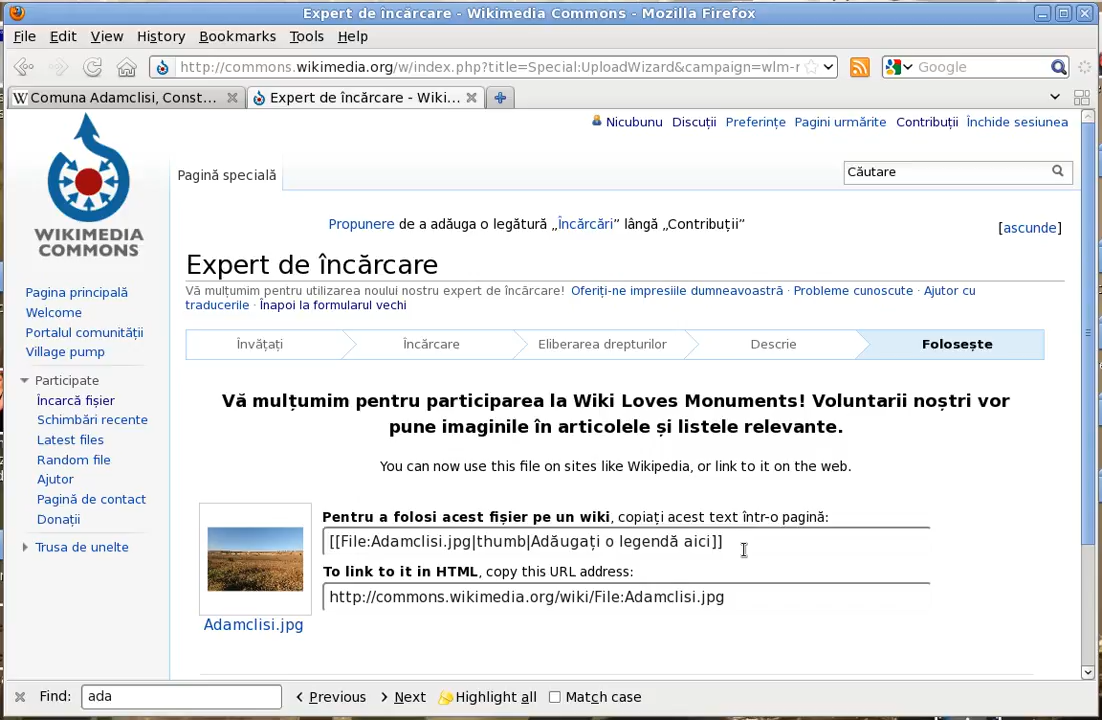 Expert de încărcare - Wikimedia Commons - Mozilla Firefox
File Edit View History Bookmarks Tools Help
http://commons.wikimedia.org/w/index.php?title=Special:UploadWizard&campaign=wlm-r
Google
Comuna Adamclisi, Const...
Expert de încărcare - Wiki...
Nicubunu Discuții Preferințe Pagini urmărite Contribuții Închide sesiunea
Pagină specială
Căutare
WIKIMEDIA
COMMONS
Propunere de a adăuga o legătură „Încărcări” lângă „Contribuții”
[ascunde]
Expert de încărcare
Vă mulțumim pentru utilizarea noului nostru expert de încărcare! Oferiți-ne impresiile dumneavoastră · Probleme cunoscute · Ajutor cu
traducerile · Înapoi la formularul vechi
Pagina principală
Welcome
Portalul comunității
Village pump
Participate
Încarcă fișier
Schimbări recente
Latest files
Random file
Ajutor
Pagină de contact
Donații
Trusa de unelte
Învățați
Încărcare
Eliberarea drepturilor
Descrie
Folosește
Vă mulțumim pentru participarea la Wiki Loves Monuments! Voluntarii noștri vor
pune imaginile în articolele și listele relevante.
You can now use this file on sites like Wikipedia, or link to it on the web.
Pentru a folosi acest fișier pe un wiki, copiați acest text într-o pagină:
[[File:Adamclisi.jpg|thumb|Adăugați o legendă aici]]
To link to it in HTML, copy this URL address:
http://commons.wikimedia.org/wiki/File:Adamclisi.jpg
Adamclisi.jpg
Find: ada Previous Next Highlight all Match case